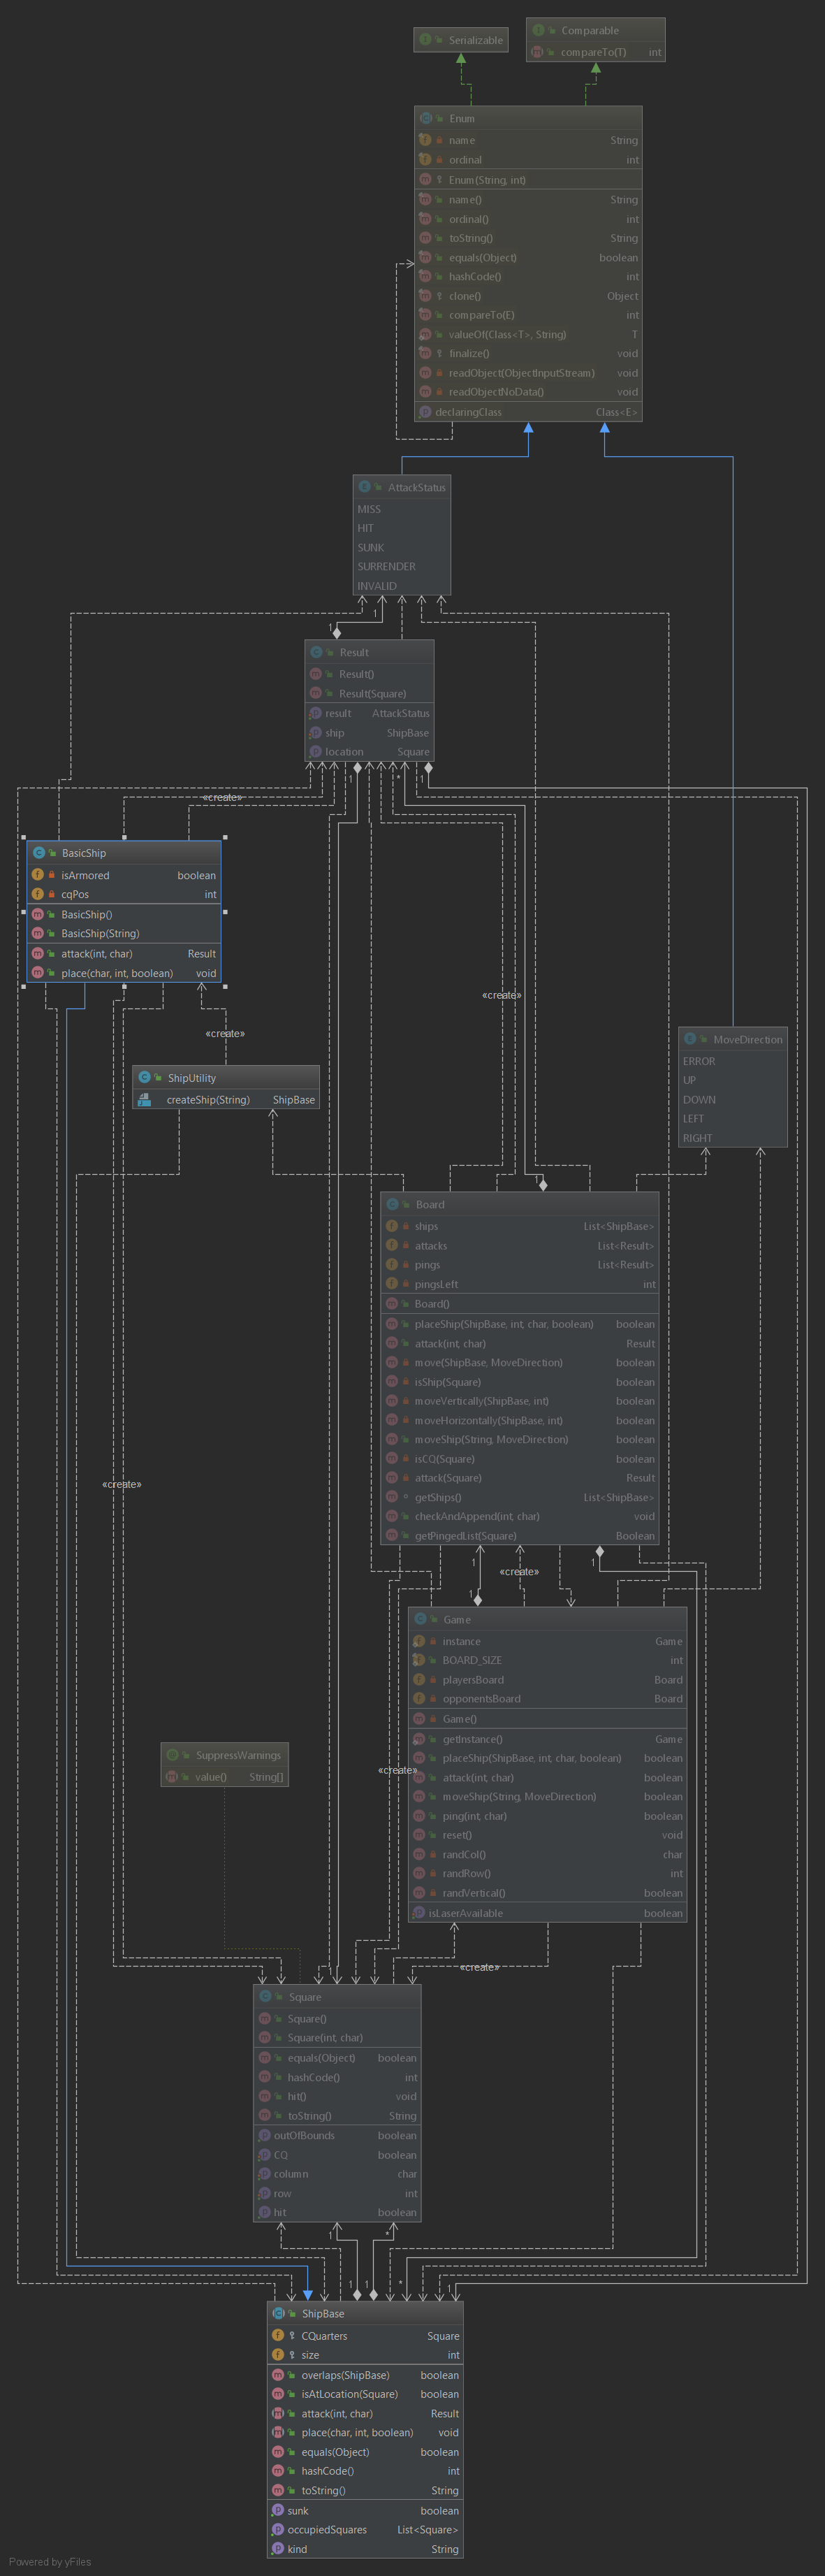 Serializable
Comparable
compareTo(T) int
Enum
name String
ordinal int
Enum(String, int)
name() String
ordinal() int
toString() String
equals(Object) boolean
hashCode() int
clone() Object
compareTo(E) int
valueOf(Class<T>, String) T
finalize() void
readObject(ObjectInputStream) void
readObjectNoData() void
declaringClass Class<E>
AttackStatus
MISS
HIT
SUNK
SURRENDER
INVALID
1
1
Result
Result()
Result(Square)
result AttackStatus
ship ShipBase
location Square
1 * 1
«create»
BasicShip
isArmored boolean
cqPos int
BasicShip()
BasicShip(String)
attack(int, char) Result
place(char, int, boolean) void
«create»
«create»
MoveDirection
ERROR
UP
DOWN
LEFT
RIGHT
ShipUtility
createShip(String) ShipBase
1
Board
ships List<ShipBase>
attacks List<Result>
pings List<Result>
pingsLeft int
Board()
placeShip(ShipBase, int, char, boolean) boolean
attack(int, char) Result
move(ShipBase, MoveDirection) boolean
isShip(Square) boolean
moveVertically(ShipBase, int) boolean
moveHorizontally(ShipBase, int) boolean
moveShip(String, MoveDirection) boolean
isCQ(Square) boolean
attack(Square) Result
getShips() List<ShipBase>
checkAndAppend(int, char) void
getPingedList(Square) Boolean
«create»
1 1
«create»
1
Game
instance Game
BOARD_SIZE int
playersBoard Board
opponentsBoard Board
Game()
getInstance() Game
placeShip(ShipBase, int, char, boolean) boolean
attack(int, char) boolean
moveShip(String, MoveDirection) boolean
ping(int, char) boolean
reset() void
randCol() char
randRow() int
randVertical() boolean
isLaserAvailable boolean
SuppressWarnings
value() String[]
«create»
«create»
1
Square
Square()
Square(int, char)
equals(Object) boolean
hashCode() int
hit() void
toString() String
outOfBounds boolean
CQ boolean
column char
row int
hit boolean
1 *
1 1 * 1
ShipBase
CQuarters Square
size int
overlaps(ShipBase) boolean
isAtLocation(Square) boolean
attack(int, char) Result
place(char, int, boolean) void
equals(Object) boolean
hashCode() int
toString() String
sunk boolean
occupiedSquares List<Square>
kind String
Powered by yFiles